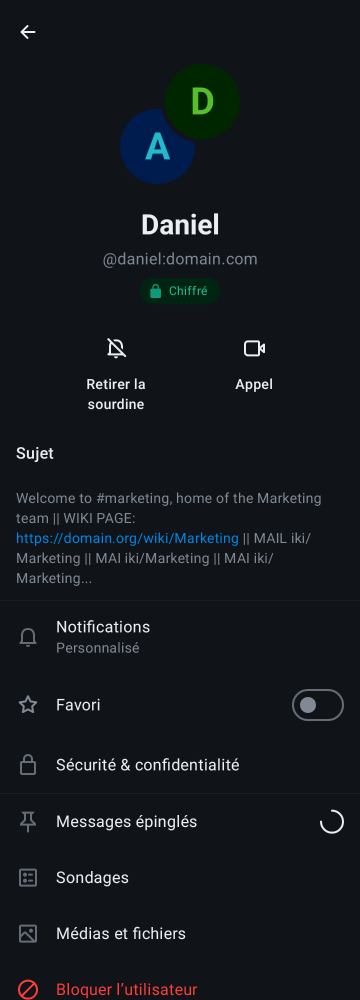 D
A
Daniel
@daniel:domain.com
Chiffré
Retirer la
sourdine
Appel
Sujet
Welcome to #marketing, home of the Marketing
team || WIKI PAGE:
https://domain.org/wiki/Marketing || MAIL iki/
Marketing || MAI iki/Marketing || MAI iki/
Marketing...
Notifications
Personnalisé
Favori
Sécurité & confidentialité
Messages épinglés
Sondages
Médias et fichiers
Bloquer l’utilisateur